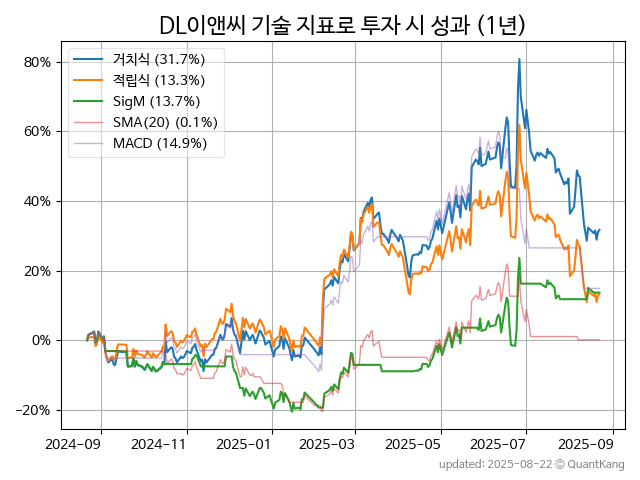 DL이앤씨 기술 지표로 투자 시 성과 (1년)
거치식 (31.7%)
적립식 (13.3%)
SigM (13.7%)
SMA(20) (0.1%)
MACD (14.9%)
80%
60%
40%
20%
0%
−20%
2024-09 2024-11 2025-01 2025-03 2025-05 2025-07 2025-09
updated: 2025-08-22 © QuantKang